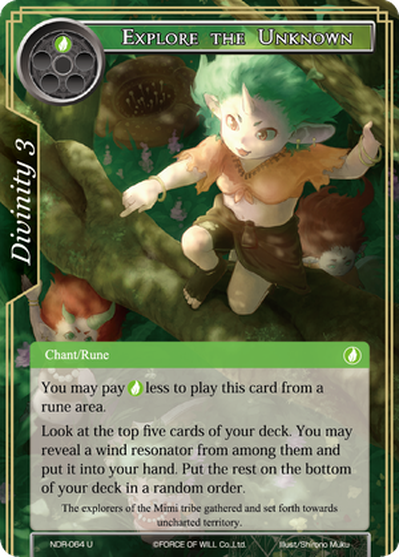 Explore the Unknown
Divinity 3
Chant/Rune
You may pay less to play this card from a
rune area.
Look at the top five cards of your deck. You may
reveal a wind resonator from among them and
put it into your hand. Put the rest on the bottom
of your deck in a random order.
The explorers of the Mimi tribe gathered and set forth towards
uncharted territory.
NDR-064 U
©FORCE OF WILL Co.,Ltd.
Illust/Shirono Muku